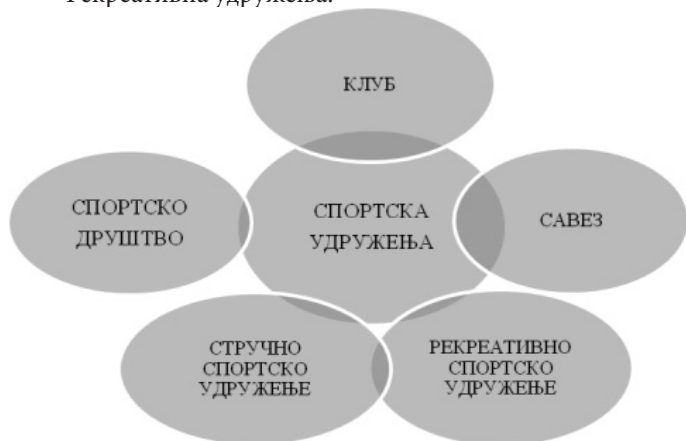 Рекреативна удружења.
КЛУБ
СПОРТСКО
ДРУШТВО
СПОРТСКА
УДРУЖЕЊА
САВЕЗ
СТРУЧНО
СПОРТСКО
УДРУЖЕЊЕ
РЕКРЕАТИВНО
СПОРТСКО
УДРУЖЕЊЕ